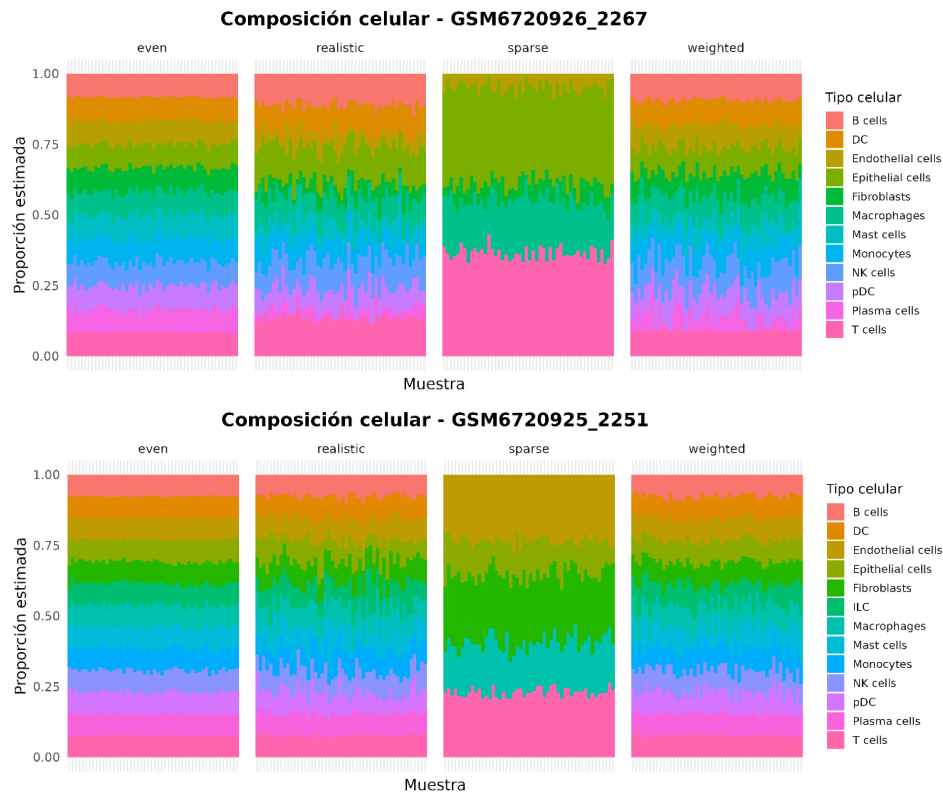 Composición celular - GSM6720926_2267
even realistic sparse weighted
1.00
0.75
0.50
0.25
0.00
Proporción estimada
Muestra
Tipo celular
B cells
DC
Endothelial cells
Epithelial cells
Fibroblasts
Macrophages
Mast cells
Monocytes
NK cells
pDC
Plasma cells
T cells
Composición celular - GSM6720925_2251
even realistic sparse weighted
1.00
0.75
0.50
0.25
0.00
Proporción estimada
Muestra
Tipo celular
B cells
DC
Endothelial cells
Epithelial cells
Fibroblasts
ILC
Macrophages
Mast cells
Monocytes
NK cells
pDC
Plasma cells
T cells